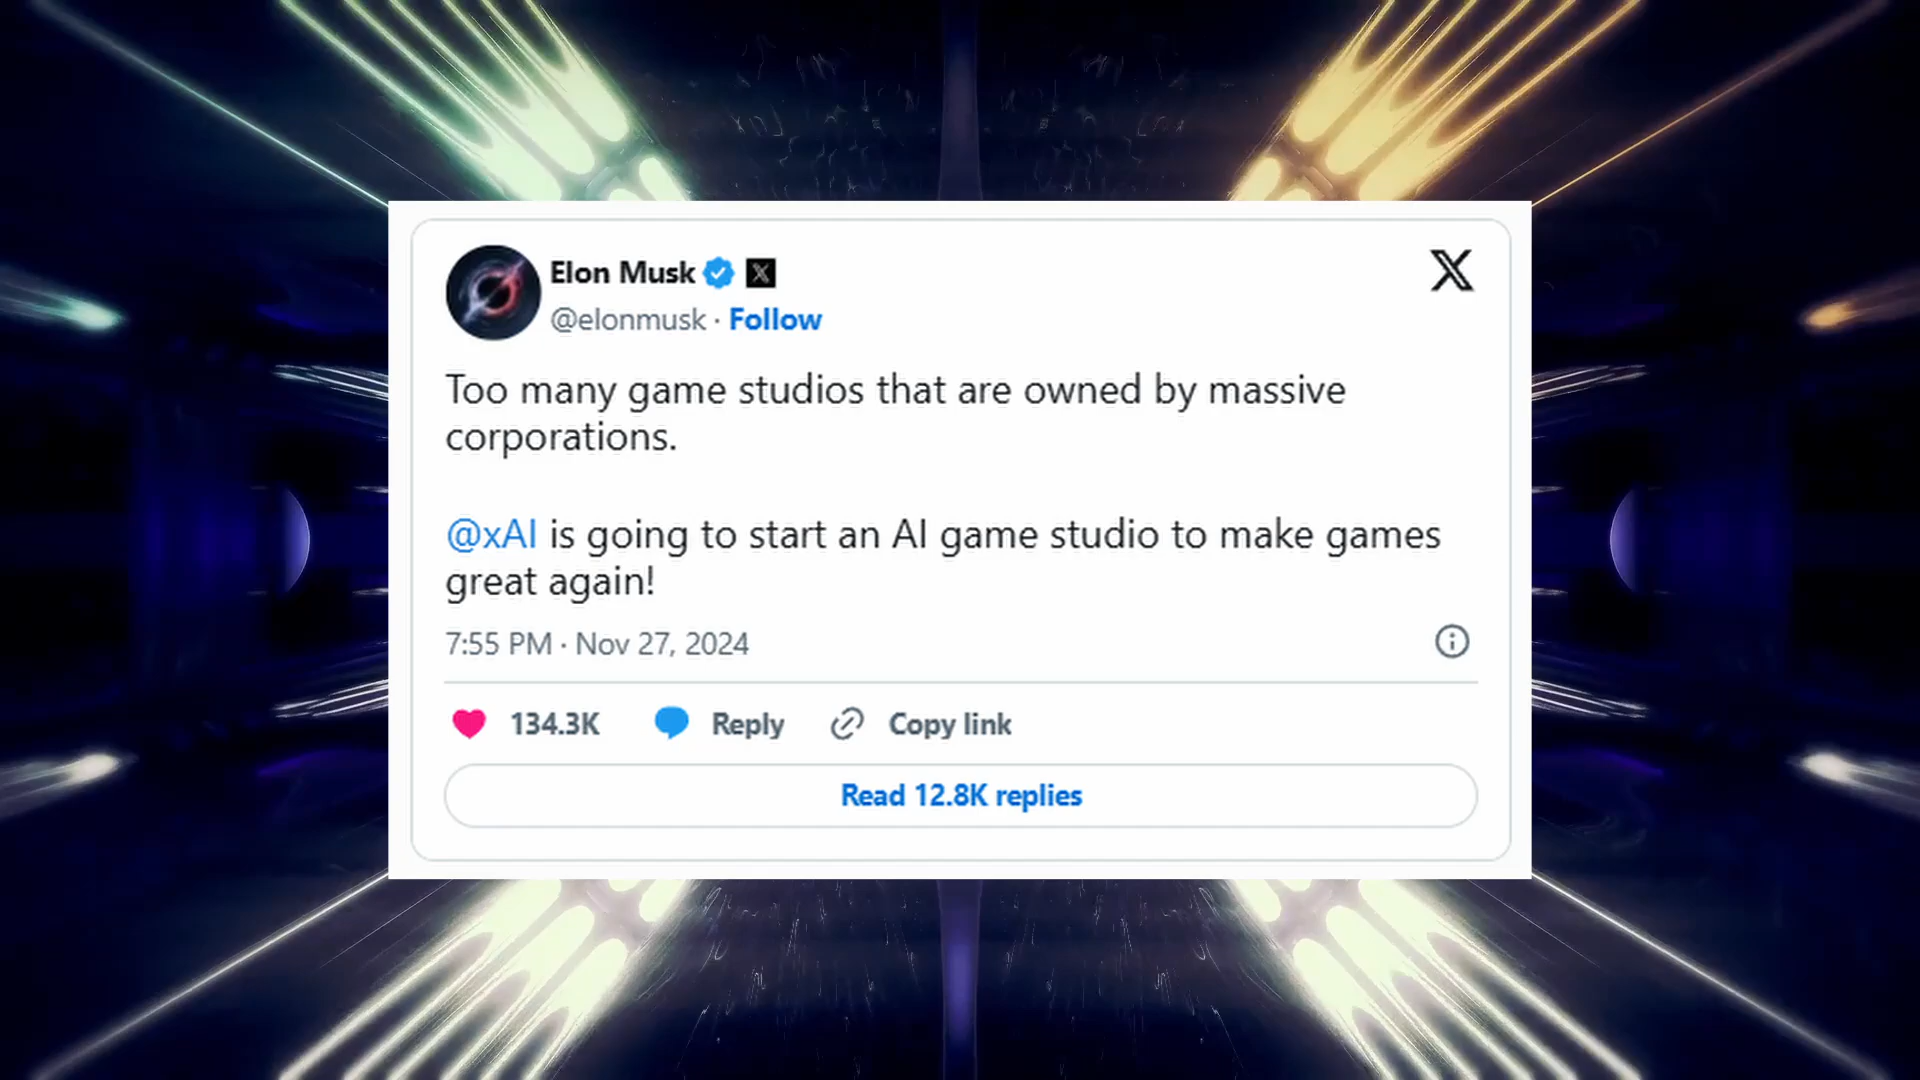 Elon Musk
@elonmusk · Follow
Too many game studios that are owned by massive
corporations.
@xAI is going to start an AI game studio to make games
great again!
7:55 PM · Nov 27, 2024
134.3K Reply Copy link
Read 12.8K replies